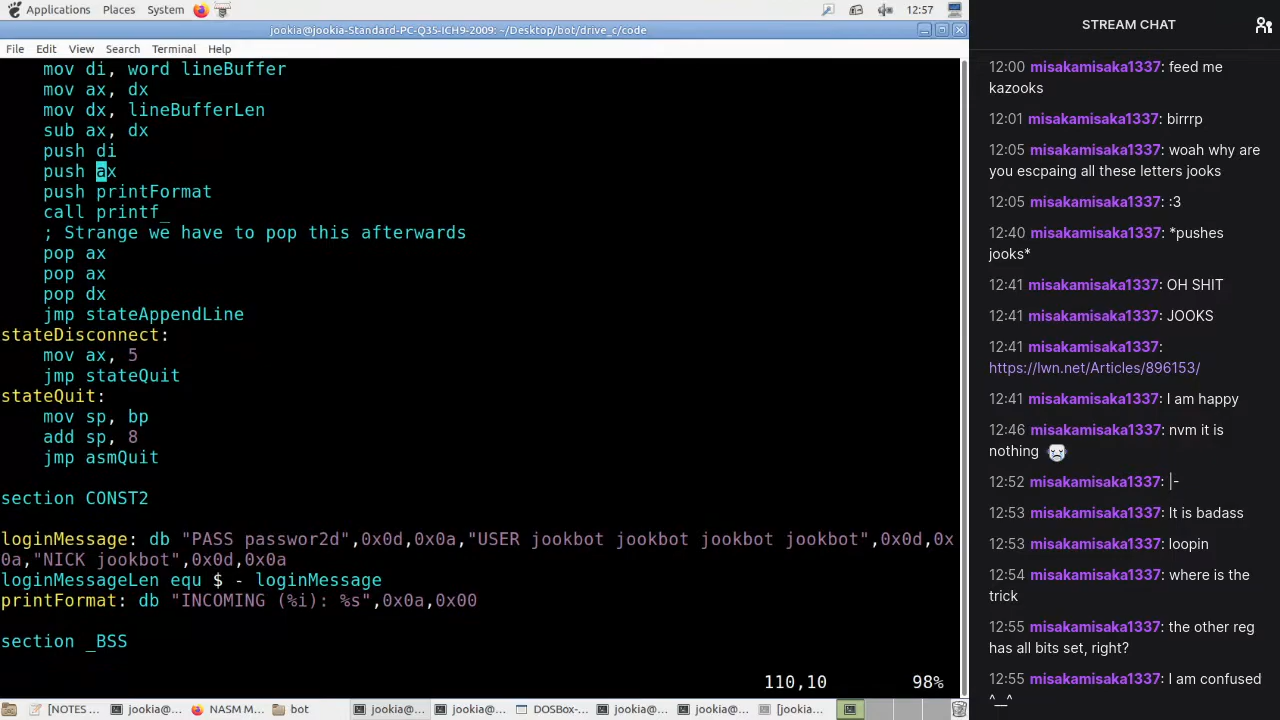 Applications Places System 12:57
jookia@jookia-Standard-PC-Q35-ICH9-2009: ~/Desktop/bot/drive_c/code
File Edit View Search Terminal Help
mov di, word lineBuffer
mov ax, dx
mov dx, lineBufferLen
sub ax, dx
push di
push ax
push printFormat
call printf_
; Strange we have to pop this afterwards
pop ax
pop ax
pop dx
jmp stateAppendLine
stateDisconnect:
mov ax, 5
jmp stateQuit
stateQuit:
mov sp, bp
add sp, 8
jmp asmQuit
section CONST2
loginMessage: db "PASS passwor2d",0x0d,0x0a,"USER jookbot jookbot jookbot jookbot",0x0d,0x
0a,"NICK jookbot",0x0d,0x0a
loginMessageLen equ $ - loginMessage
printFormat: db "INCOMING (%i): %s",0x0a,0x00
section _BSS
110,10 98%
[NOTES ... jookia@... NASM M... bot jookia@... jookia@... DOSBox-... jookia@... jookia@... [jookia...
STREAM CHAT
12:00 misakamisaka1337: feed me
kazooks
12:01 misakamisaka1337: birrrp
12:05 misakamisaka1337: woah why are
you escpaing all these letters jooks
12:05 misakamisaka1337: :3
12:40 misakamisaka1337: *pushes
jooks*
12:41 misakamisaka1337: OH SHIT
12:41 misakamisaka1337: JOOKS
12:41 misakamisaka1337:
https://lwn.net/Articles/896153/
12:41 misakamisaka1337: I am happy
12:46 misakamisaka1337: nvm it is
nothing
12:52 misakamisaka1337: |-
12:53 misakamisaka1337: It is badass
12:53 misakamisaka1337: loopin
12:54 misakamisaka1337: where is the
trick
12:55 misakamisaka1337: the other reg
has all bits set, right?
12:55 misakamisaka1337: I am confused
^__^